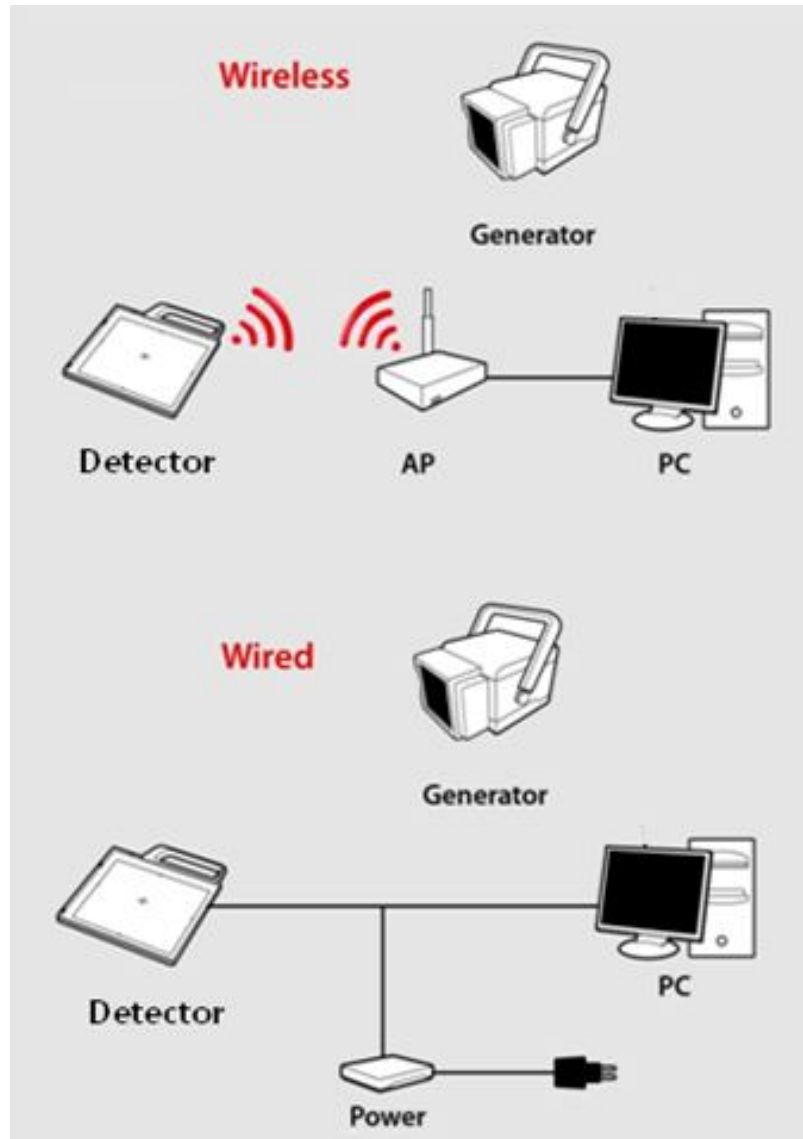 Wireless
Generator
Detector
AP
PC
Wired
Generator
PC
Detector
Power